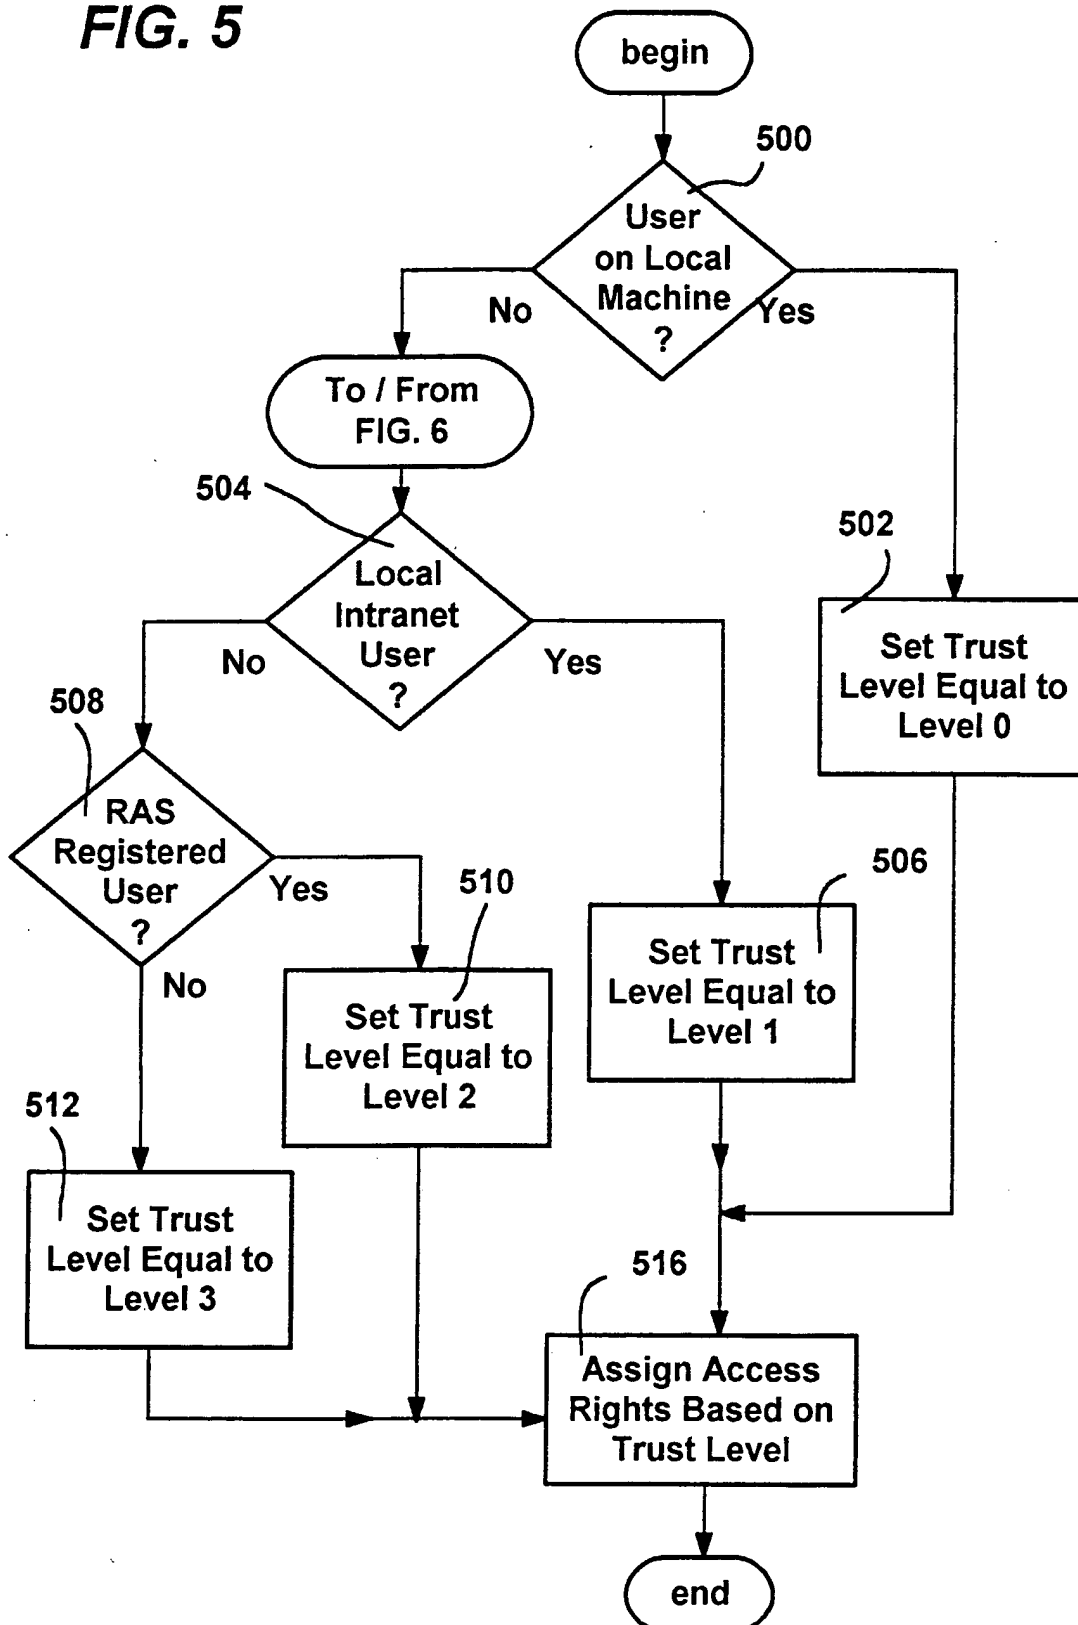 FIG. 5
begin
500
User
on Local
Machine
?
No
Yes
To / From
FIG. 6
504
Local
Intranet
User
?
No
Yes
502
Set Trust
Level Equal to
Level 0
508
RAS
Registered
User
?
Yes
No
510
Set Trust
Level Equal to
Level 2
506
Set Trust
Level Equal to
Level 1
512
Set Trust
Level Equal to
Level 3
516
Assign Access
Rights Based on
Trust Level
end